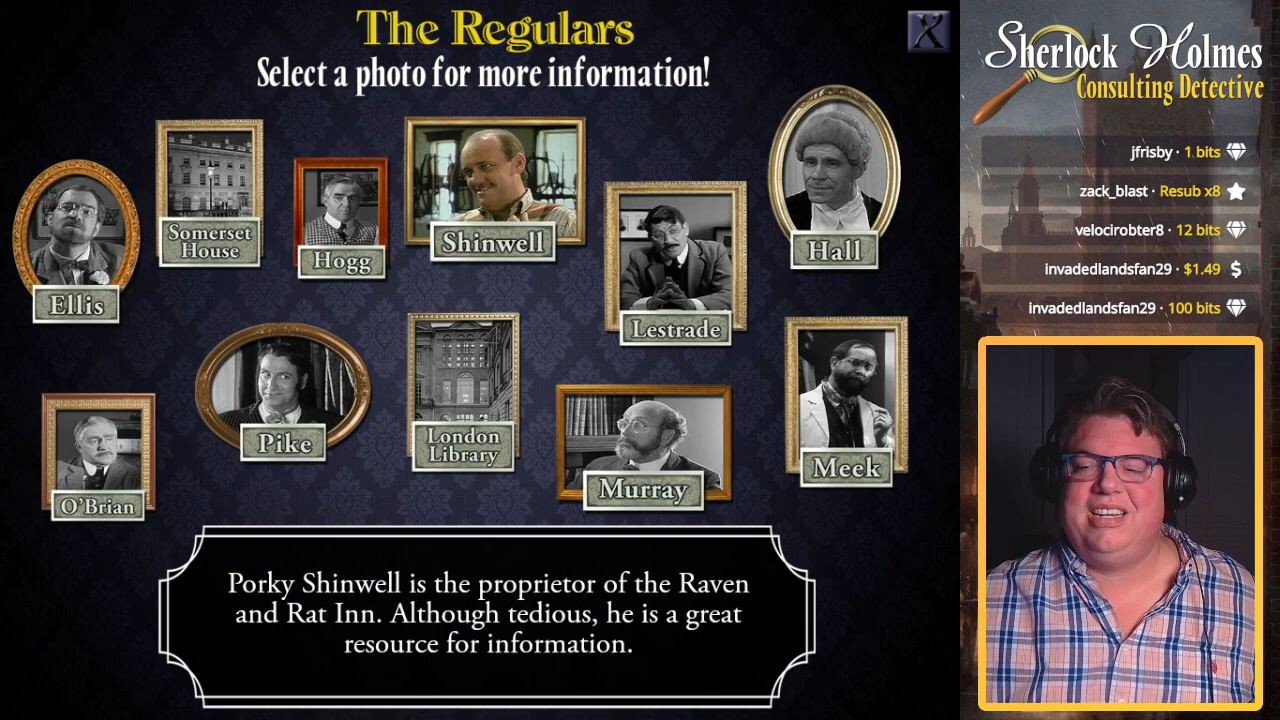 The Regulars
Select a photo for more information!
X
Ellis
Somerset
House
Hogg
Shinwell
Lestrade
Hall
O'Brian
Pike
London
Library
Murray
Meek
Porky Shinwell is the proprietor of the Raven
and Rat Inn. Although tedious, he is a great
resource for information.
Sherlock Holmes
Consulting Detective
jfrisby · 1 bits
zack_blast · Resub x8
velocirobter8 · 12 bits
invadedlandsfan29 · $1.49 $
invadedlandsfan29 · 100 bits